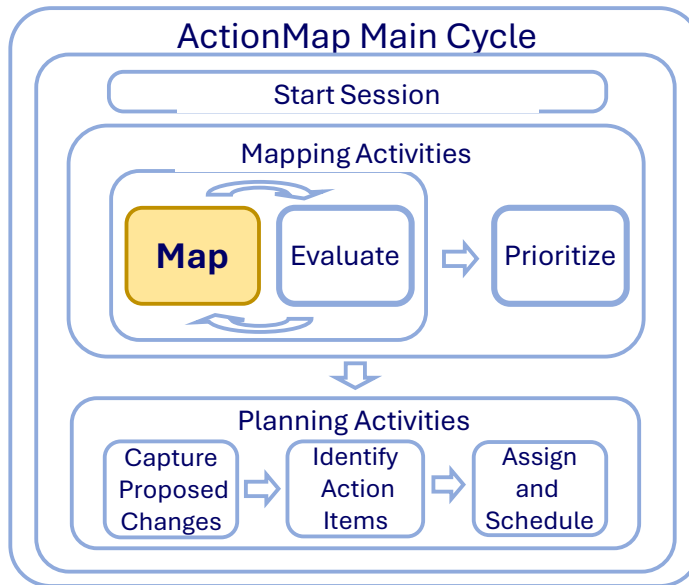 ActionMap Main Cycle
Start Session
Mapping Activities
Map
Evaluate
Prioritize
Planning Activities
Capture
Proposed
Changes
Identify
Action
Items
Assign
and
Schedule